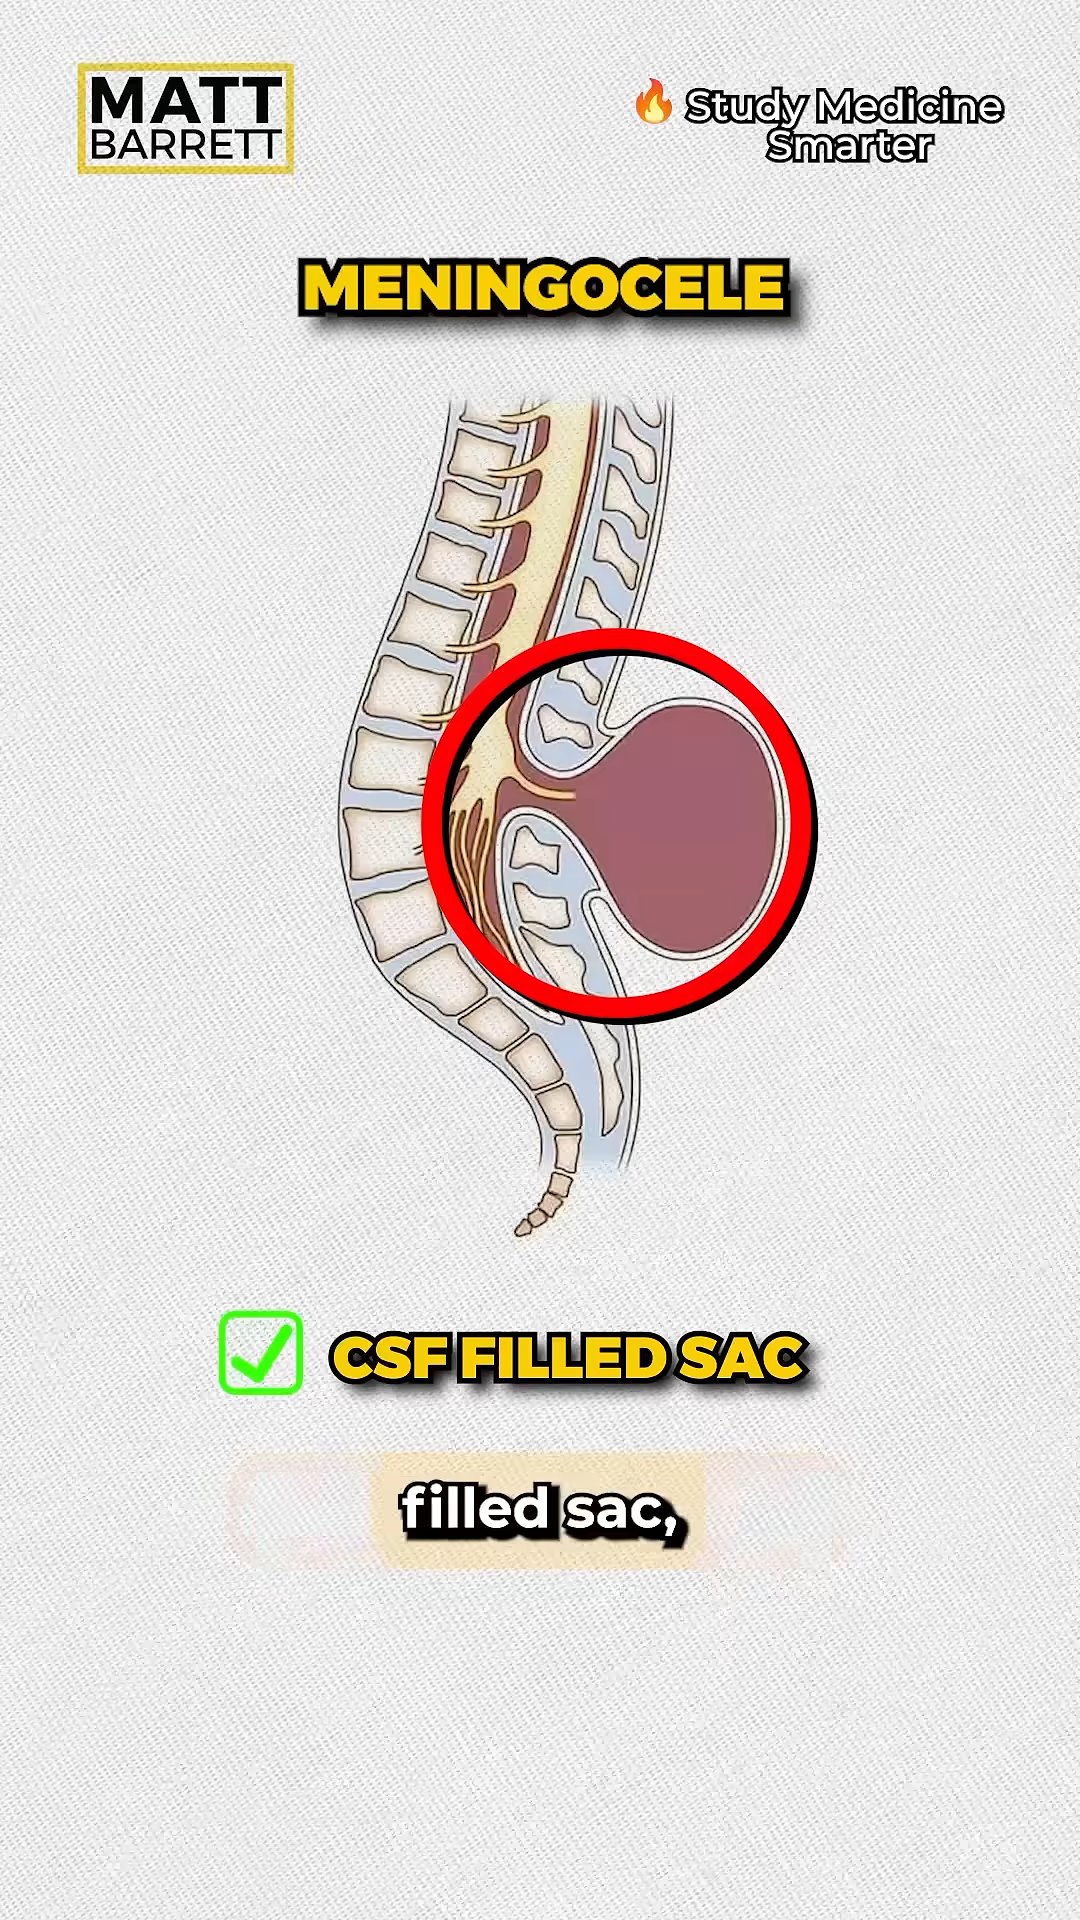 MATT
BARRETT
🔥 Study Medicine
Smarter
MENINGOCELE
CSF FILLED SAC
filled sac,